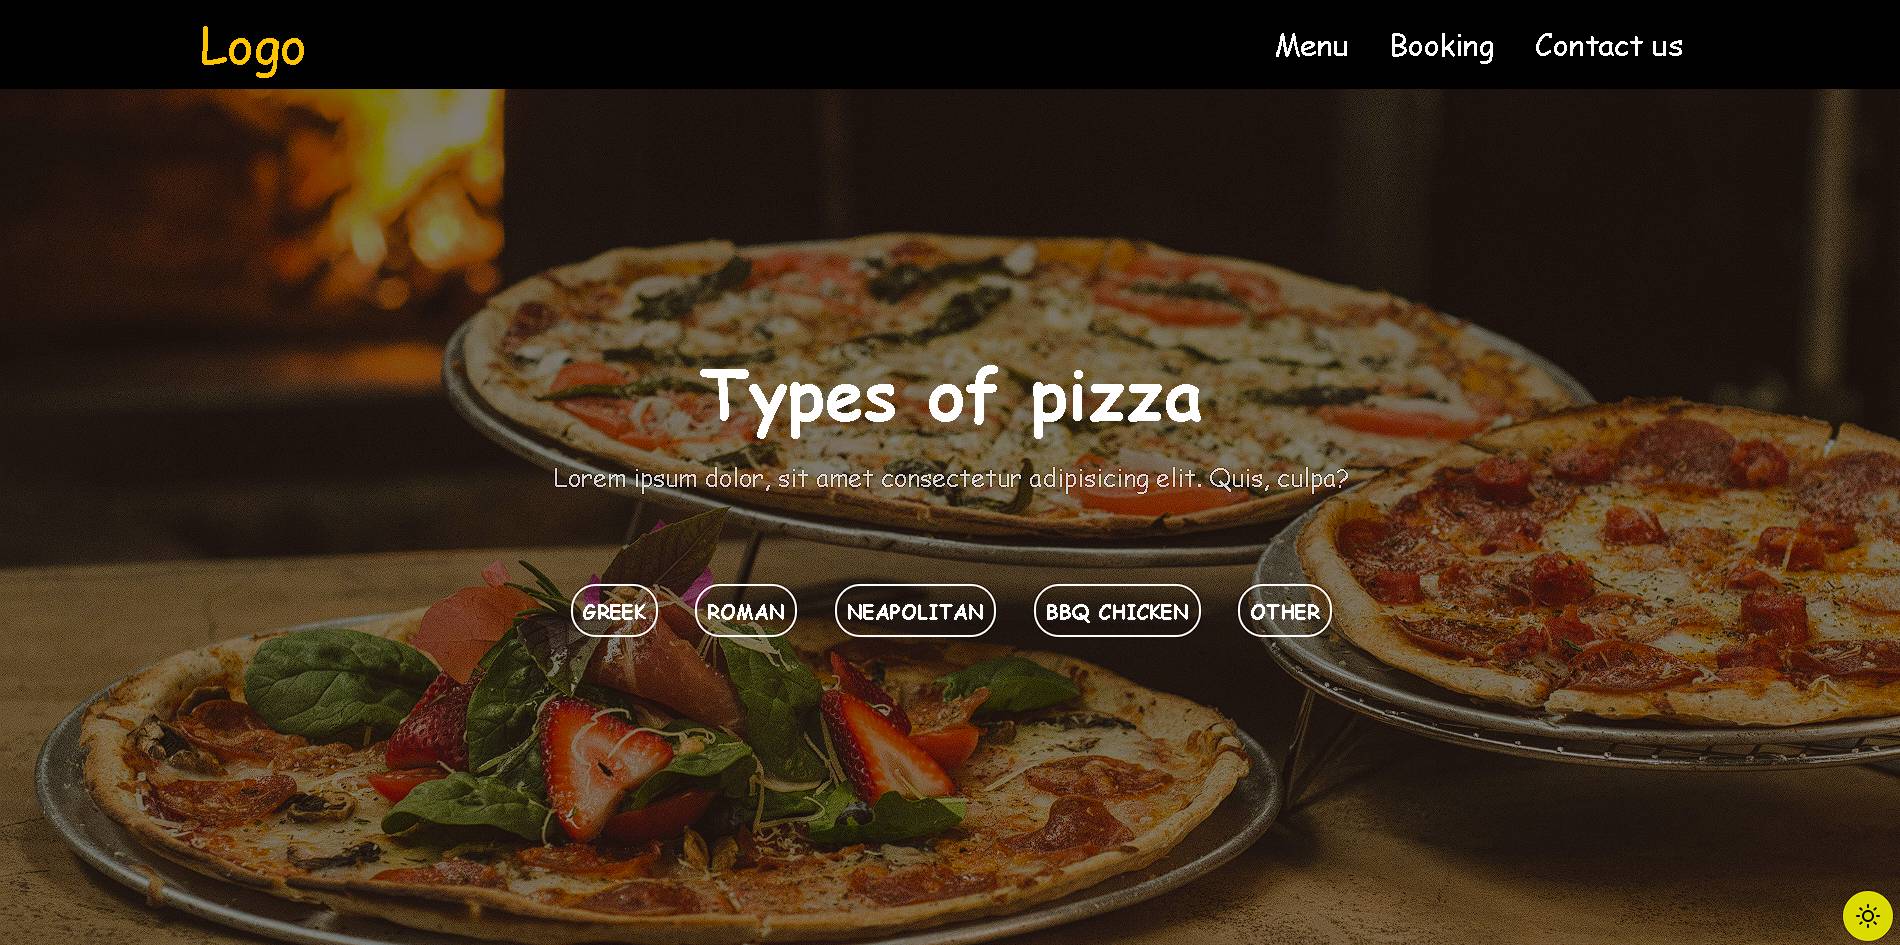 Logo
Menu Booking Contact us
Types of pizza
Lorem ipsum dolor, sit amet consectetur adipisicing elit. Quis, culpa?
GREEK ROMAN NEAPOLITAN BBQ CHICKEN OTHER